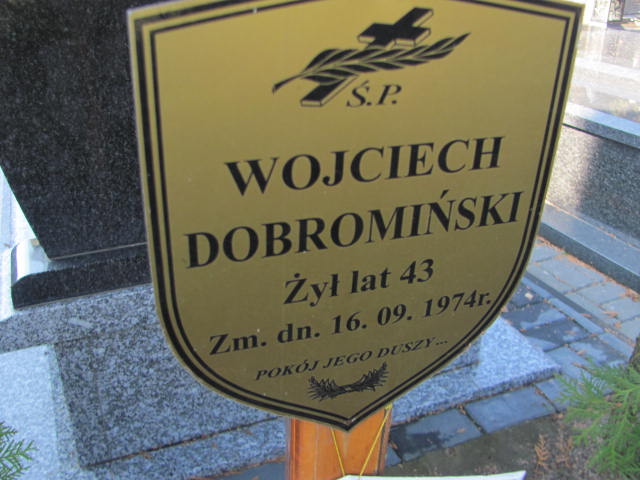 Ś.P.
WOJCIECH
DOBROMIŃSKI
Żył lat 43
Zm. dn. 16. 09. 1974r.
POKÓJ JEGO DUSZY...